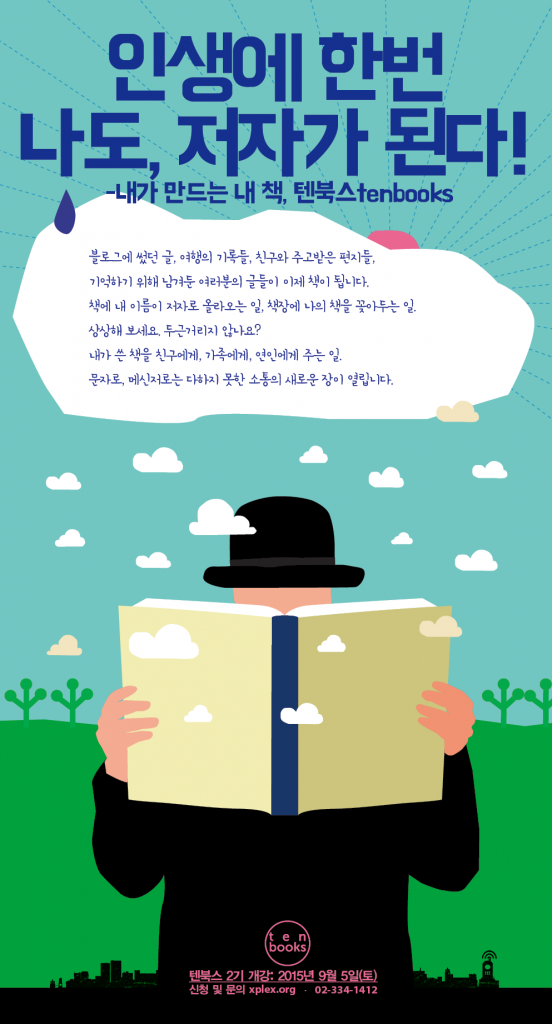 인생에 한번
나도, 저자가 된다!
-내가 만드는 내 책, 텐북스tenbooks
블로그에 썼던 글, 여행의 기록들, 친구와 주고받은 편지들,
기억하기 위해 남겨둔 여러분의 글들이 이제 책이 됩니다.
책에 내 이름이 저자로 올라오는 일, 책장에 나의 책을 꽂아두는 일.
상상해 보세요. 두근거리지 않나요?
내가 쓴 책을 친구에게, 가족에게, 연인에게 주는 일.
문자로, 메신저로는 다하지 못한 소통의 새로운 장이 열립니다.
ten
books
텐북스 2기 개강: 2015년 9월 5일(토)
신청 및 문의 xplex.org · 02-334-1412